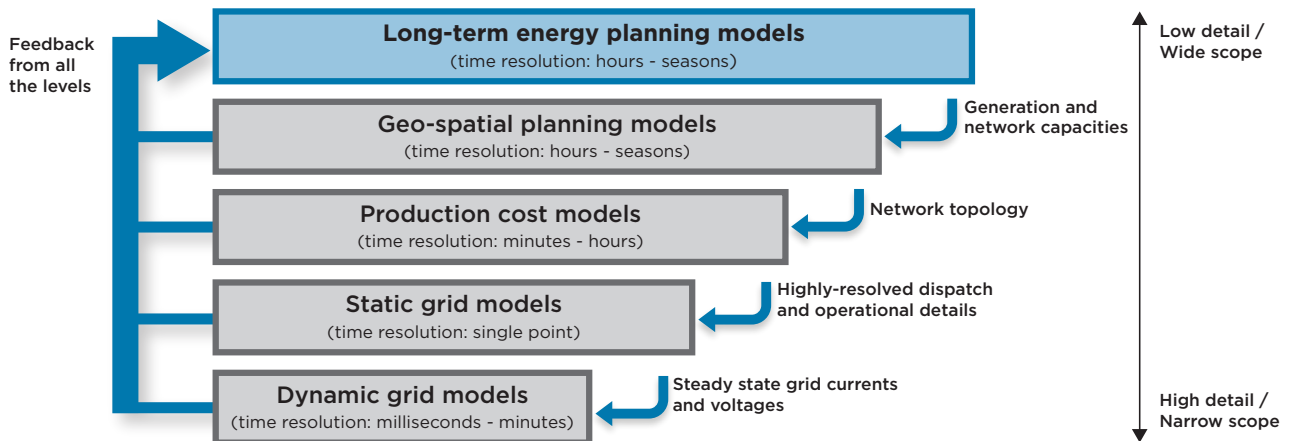 Feedback
from all
the levels
Long-term energy planning models
(time resolution: hours - seasons)
Low detail /
Wide scope
Geo-spatial planning models
(time resolution: hours - seasons)
Generation and
network capacities
Production cost models
(time resolution: minutes - hours)
Network topology
Static grid models
(time resolution: single point)
Highly-resolved dispatch
and operational details
Dynamic grid models
(time resolution: milliseconds - minutes)
Steady state grid currents
and voltages
High detail /
Narrow scope